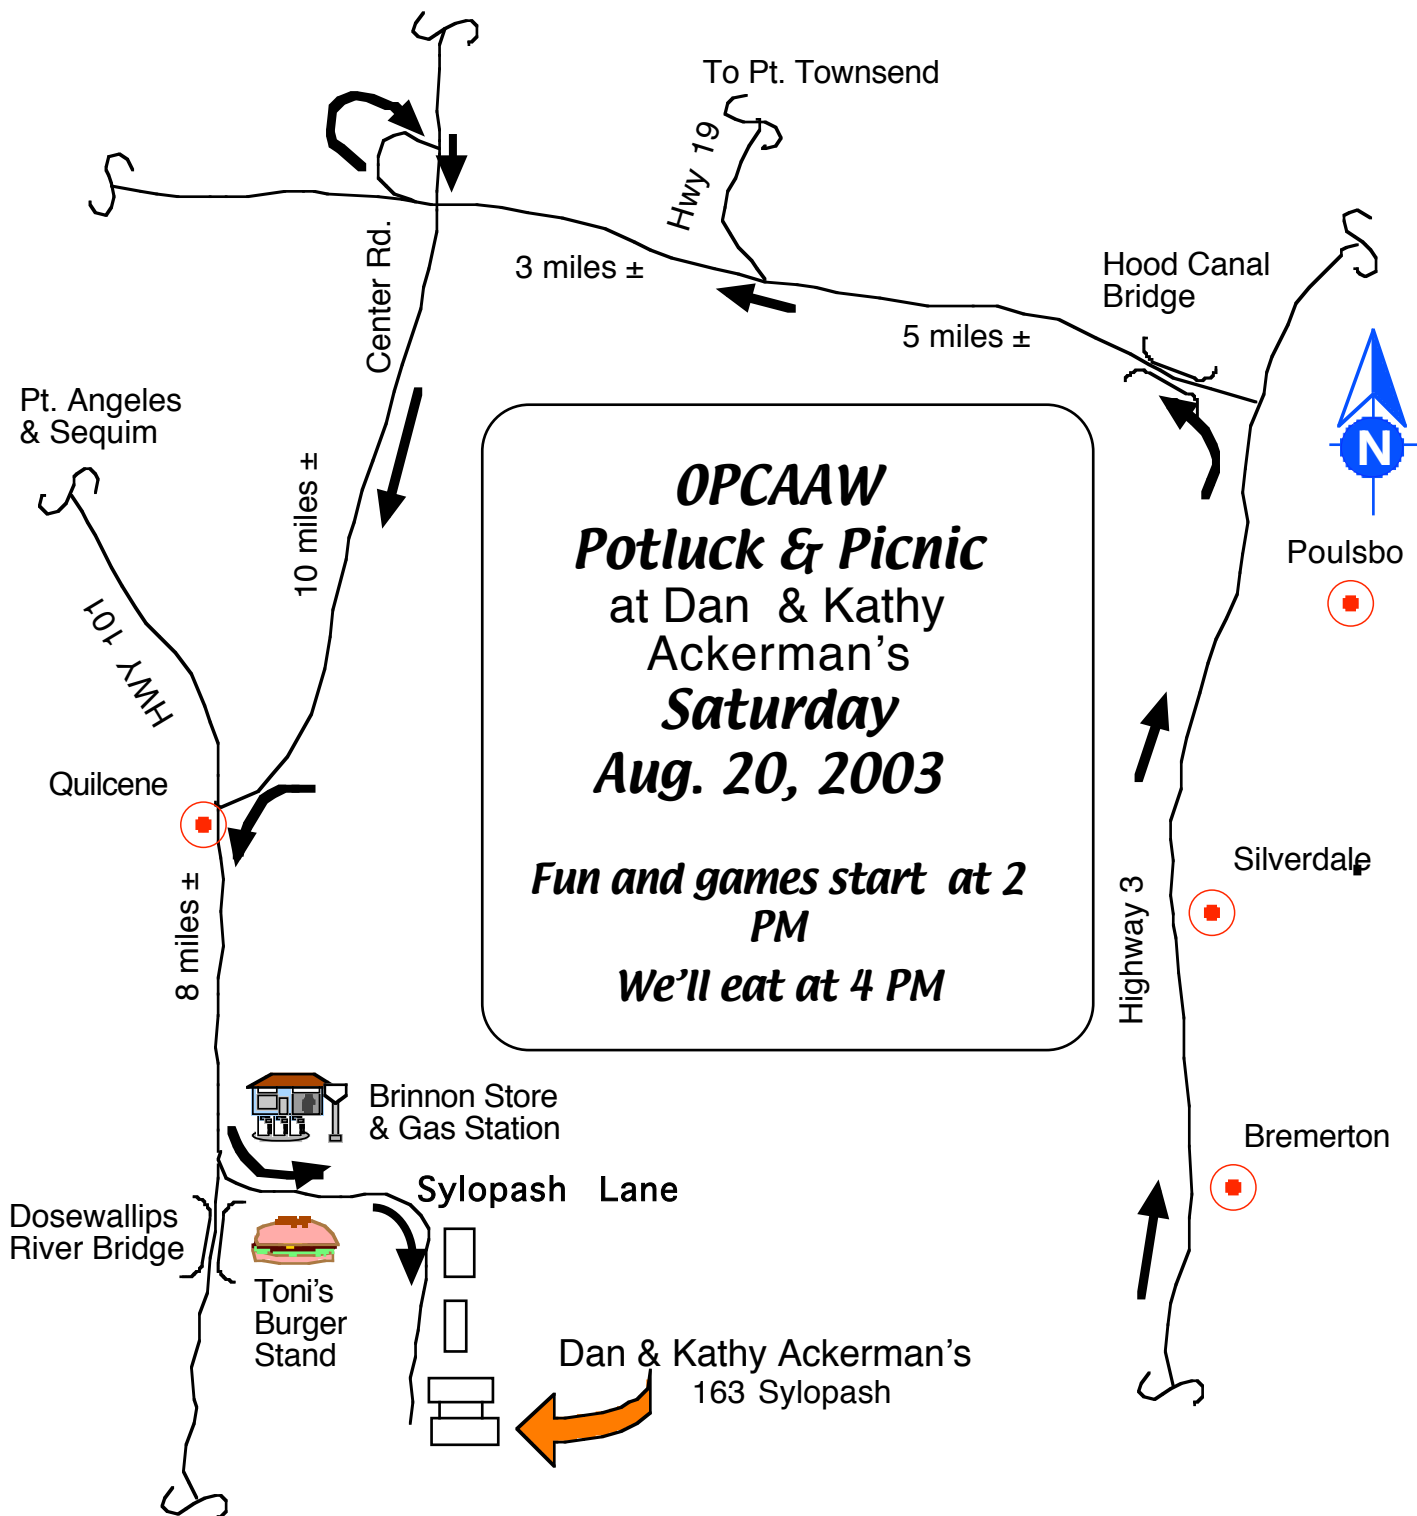 To Pt. Townsend
Hwy 19
Center Rd.
3 miles ±
Hood Canal
Bridge
5 miles ±
Pt. Angeles
& Sequim
N
10 miles ±
OPCAAW
Potluck & Picnic
at Dan & Kathy
Ackerman's
Saturday
Aug. 20, 2003
Fun and games start at 2
PM
We'll eat at 4 PM
Poulsbo
HWY 101
Quilcene
Silverdale
8 miles ±
Highway 3
Brinnon Store
& Gas Station
Bremerton
Sylopash Lane
Dosewallips
River Bridge
Toni's
Burger
Stand
Dan & Kathy Ackerman's
163 Sylopash